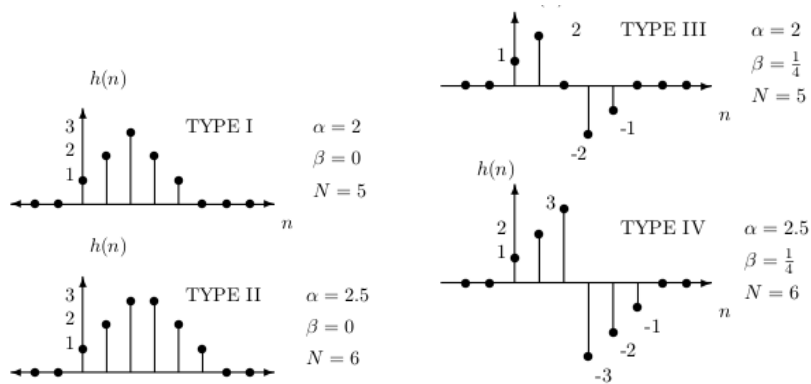 h(n)
3
2
1
TYPE I
α = 2
β = 0
N = 5
n
h(n)
3
2
1
TYPE II
α = 2.5
β = 0
N = 6
1
2
TYPE III
α = 2
β = 1/4
N = 5
n
-1
-2
h(n)
3
2
1
TYPE IV
α = 2.5
β = 1/4
N = 6
n
-1
-2
-3